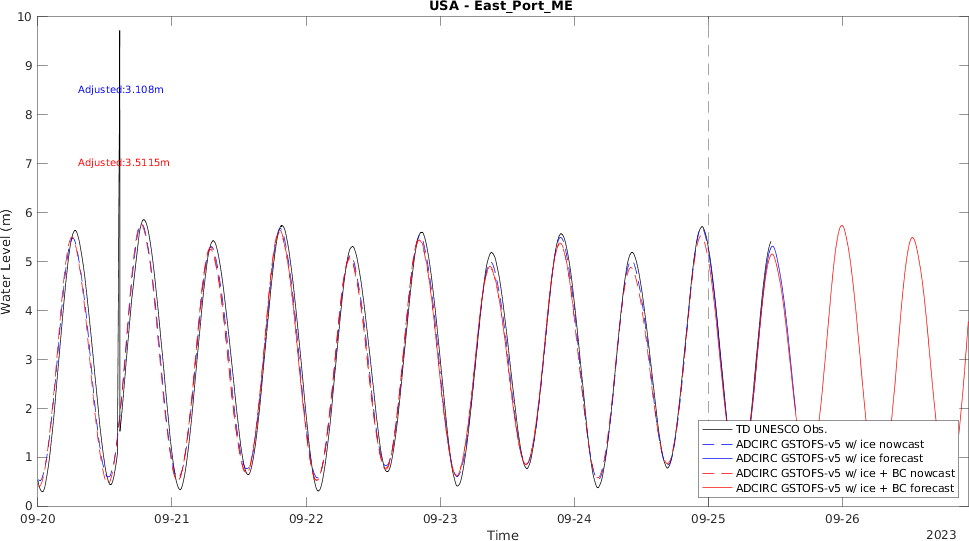 USA - East_Port_ME
10
9
8
7
6
5
4
3
2
1
0
Water Level (m)
Adjusted:3.108m
Adjusted:3.5115m
TD UNESCO Obs.
ADCIRC GSTOFS-v5 w/ ice nowcast
ADCIRC GSTOFS-v5 w/ ice forecast
ADCIRC GSTOFS-v5 w/ ice + BC nowcast
ADCIRC GSTOFS-v5 w/ ice + BC forecast
09-20 09-21 09-22 09-23 09-24 09-25 09-26
Time
2023